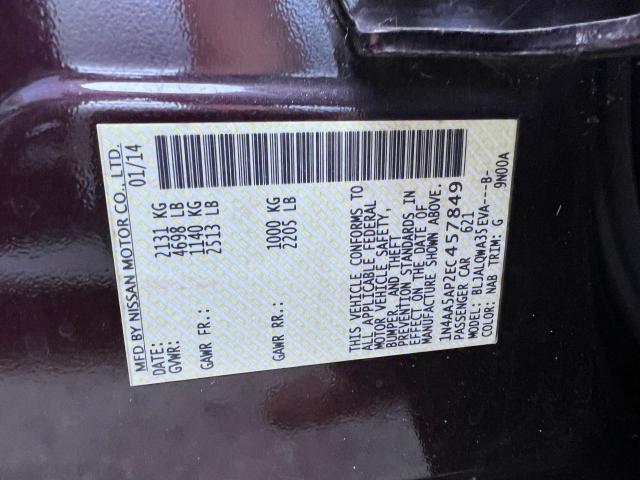 MFD BY NISSAN MOTOR CO., LTD.
DATE: 01/14
GVWR: 2131 KG
4698 LB
GAWR FR.: 1140 KG
2513 LB
GAWR RR.: 1000 KG
2205 LB
THIS VEHICLE CONFORMS TO
ALL APPLICABLE FEDERAL
MOTOR VEHICLE SAFETY,
BUMPER, AND THEFT
PREVENTION STANDARDS IN
EFFECT ON THE DATE OF
MANUFACTURE SHOWN ABOVE.
1N4AA5AP2EC457849
PASSENGER CAR 621
MODEL: BLJALQWA35EVA---B-
COLOR: NAB TRIM: G 9N00A